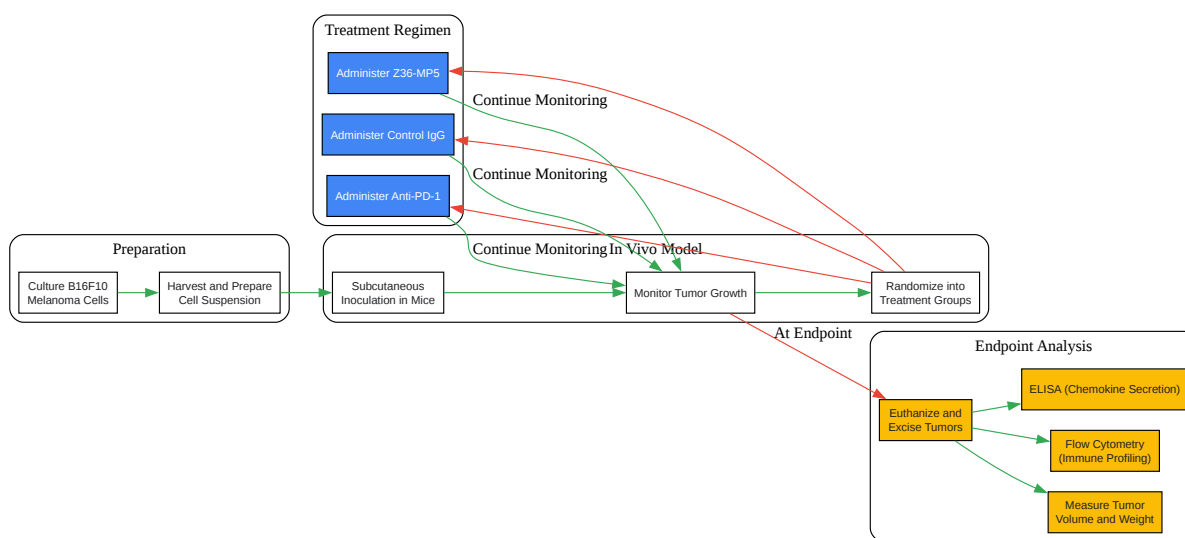 Treatment Regimen
Administer Z36-MP5
Continue Monitoring
Administer Control IgG
Continue Monitoring
Administer Anti-PD-1
Preparation
Continue Monitoring
In Vivo Model
Culture B16F10
Melanoma Cells
Harvest and Prepare
Cell Suspension
Subcutaneous
Inoculation in Mice
Monitor Tumor Growth
Randomize into
Treatment Groups
At Endpoint
Endpoint Analysis
Euthanize and
Excise Tumors
ELISA (Chemokine Secretion)
Flow Cytometry
(Immune Profiling)
Measure Tumor
Volume and Weight